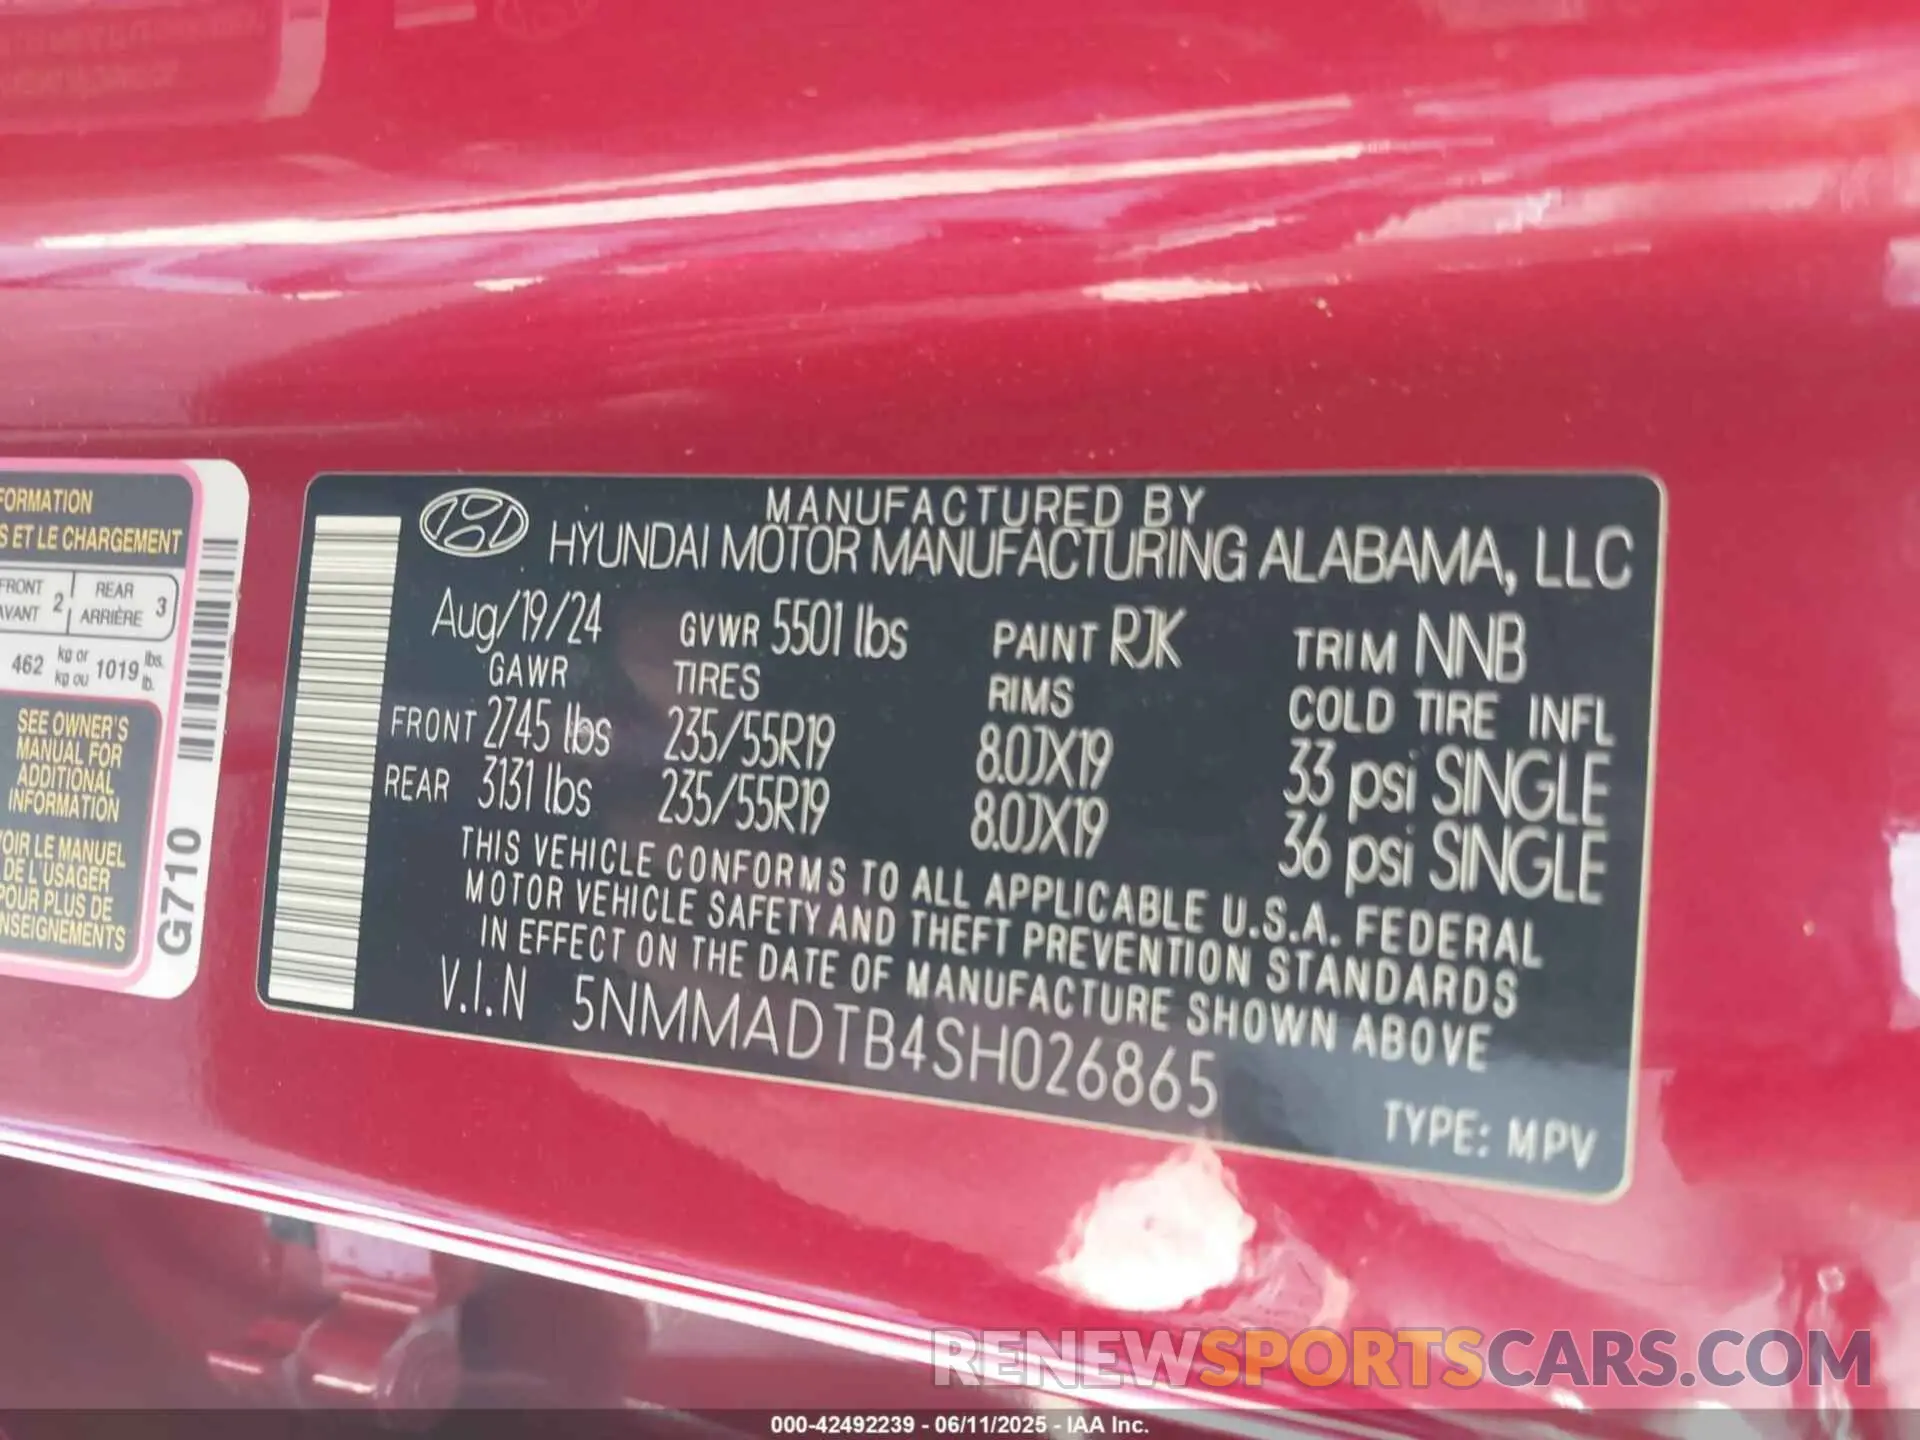 FORMATION
S ET LE CHARGEMENT
FRONT 2 REAR 3
AVANT ARRIÈRE
462 kg or 1019 lbs.
kg ou lb.
SEE OWNER'S
MANUAL FOR
ADDITIONAL
INFORMATION
VOIR LE MANUEL
DE L'USAGER
POUR PLUS DE
NSEIGNEMENTS
G710
MANUFACTURED BY
HYUNDAI MOTOR MANUFACTURING ALABAMA, LLC
Aug/19/24 GVWR 5501 lbs PAINT RJK TRIM NNB
GAWR TIRES RIMS COLD TIRE INFL
FRONT 2745 lbs 235/55R19 8.0JX19 33 psi SINGLE
REAR 3131 lbs 235/55R19 8.0JX19 36 psi SINGLE
THIS VEHICLE CONFORMS TO ALL APPLICABLE U.S.A. FEDERAL
MOTOR VEHICLE SAFETY AND THEFT PREVENTION STANDARDS
IN EFFECT ON THE DATE OF MANUFACTURE SHOWN ABOVE
V.I.N 5NMMADTB4SH026865
TYPE: MPV
RENEWSPORTSCARS.COM
000-42492239 - 06/11/2025 - IAA Inc.